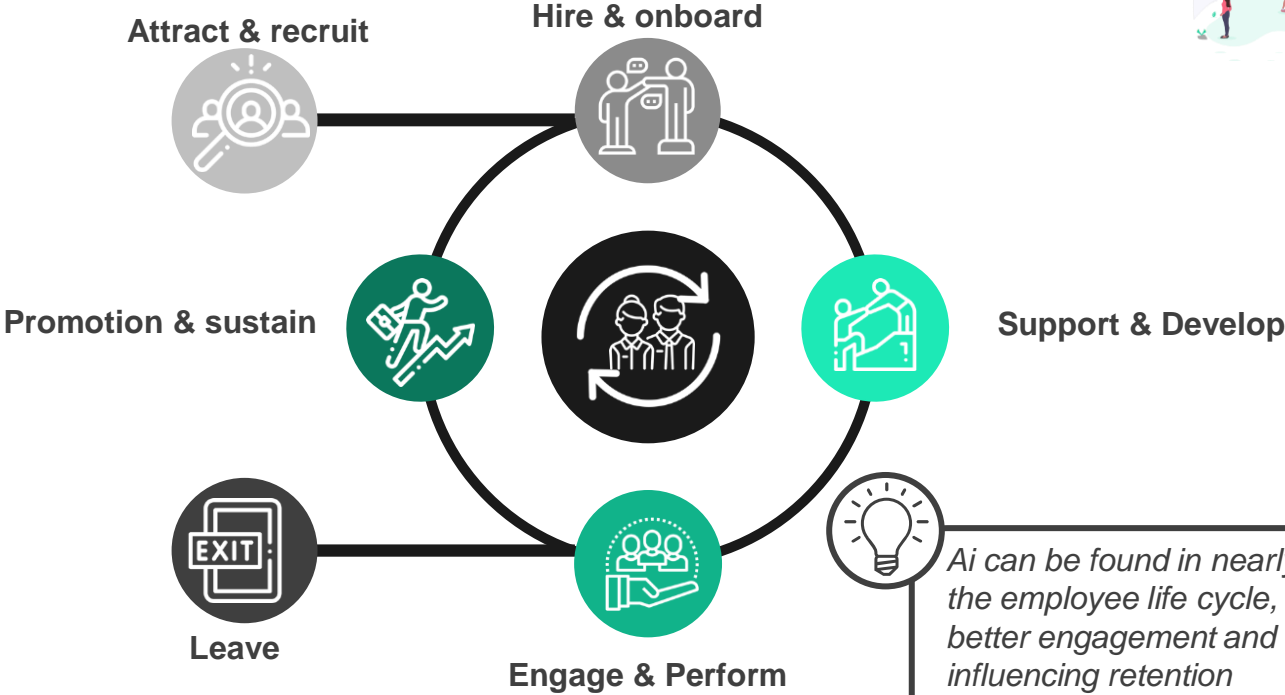 Hire & onboard
Attract & recruit
Promotion & sustain
Support & Develop
EXIT
Leave
Engage & Perform
Ai can be found in nearly
the employee life cycle,
better engagement and
influencing retention